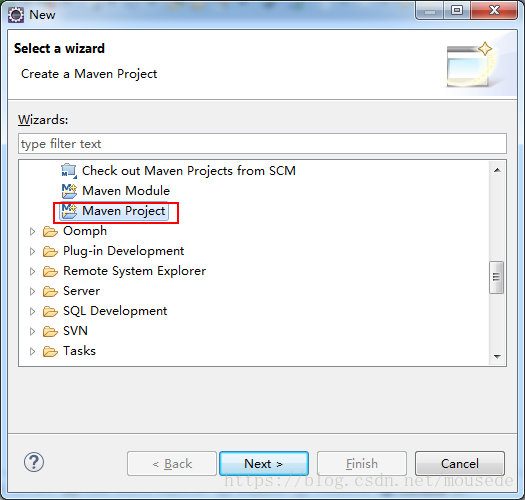 New
Select a wizard
Create a Maven Project
Wizards:
type filter text
Check out Maven Projects from SCM
Maven Module
Maven Project
Oomph
Plug-in Development
Remote System Explorer
Server
SQL Development
SVN
Tasks
< Back
Next >
Finish
Cancel
https://blog.csdn.net/mousede